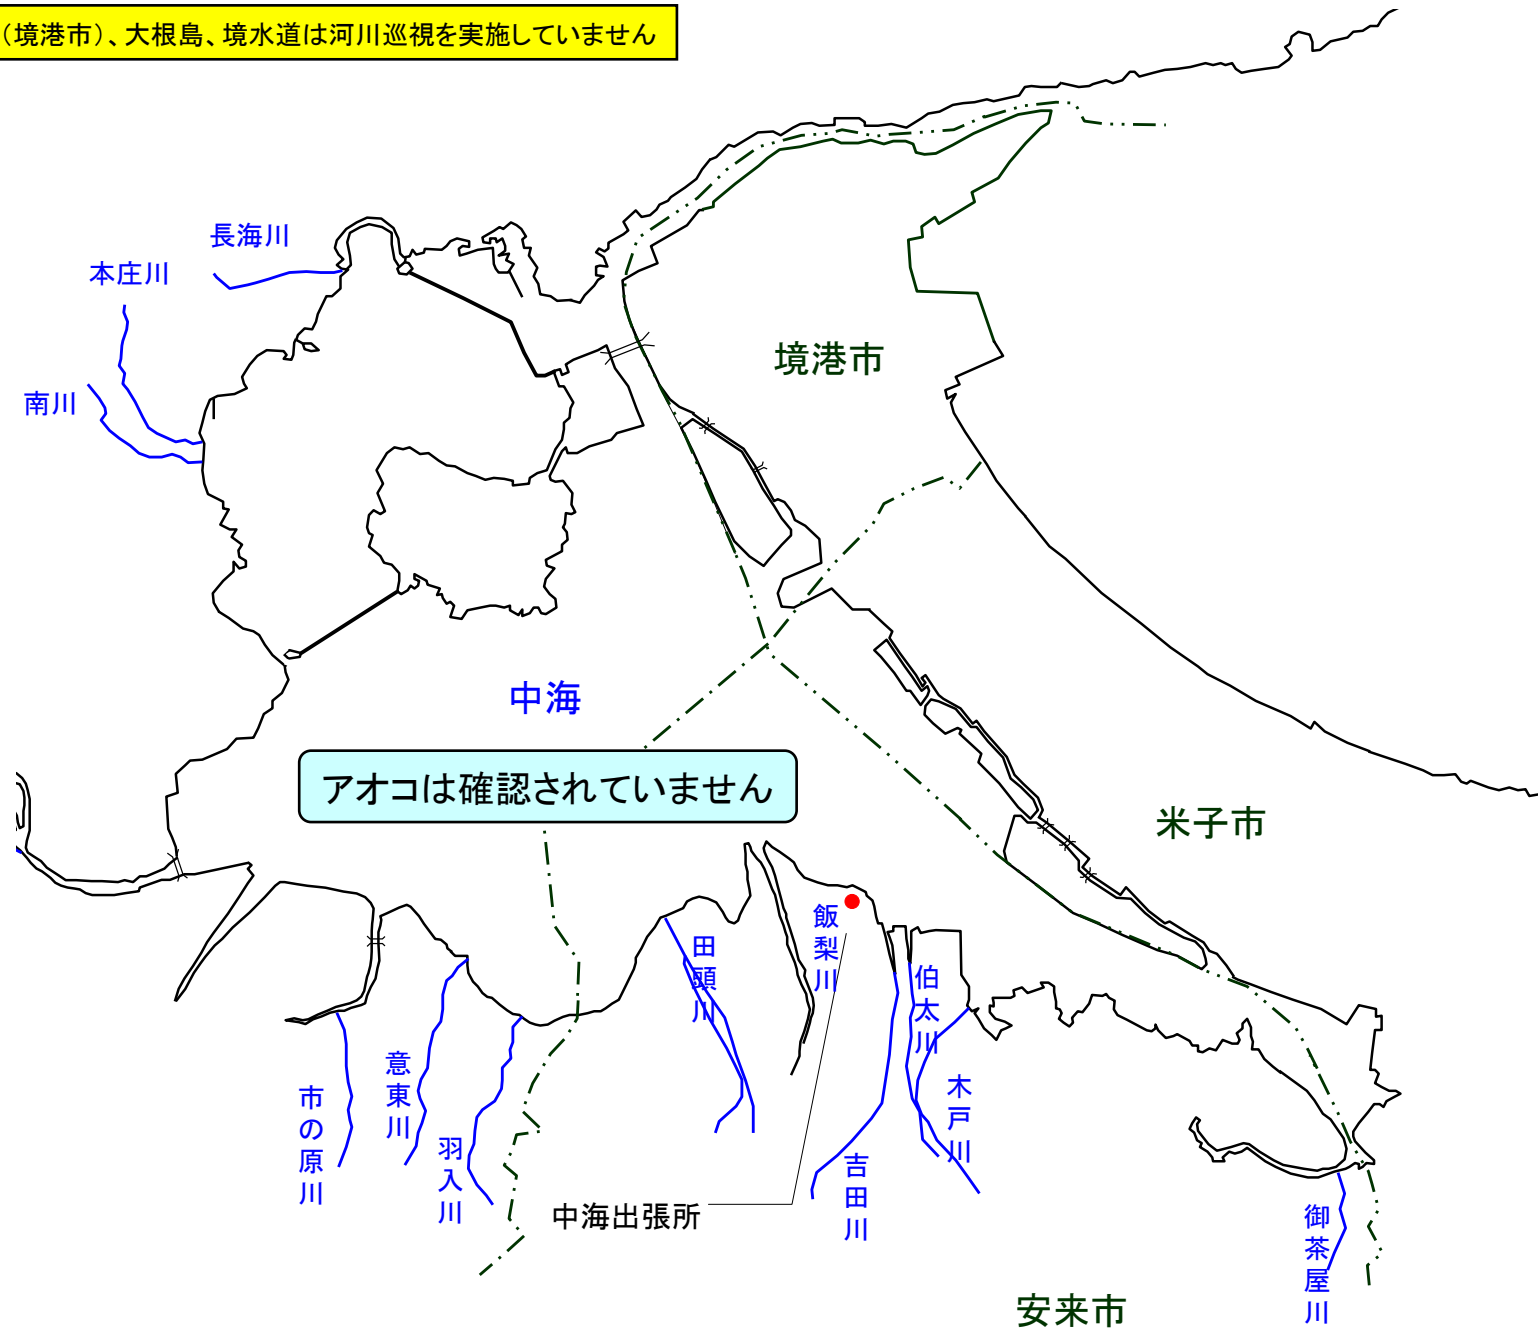 （境港市）、大根島、境水道は河川巡視を実施していません
長海川
本庄川
南川
境港市
中海
アオコは確認されていません
米子市
飯梨川
田頭川
伯太川
意東川
木戸川
市の原川
羽入川
吉田川
中海出張所
御茶屋川
安来市